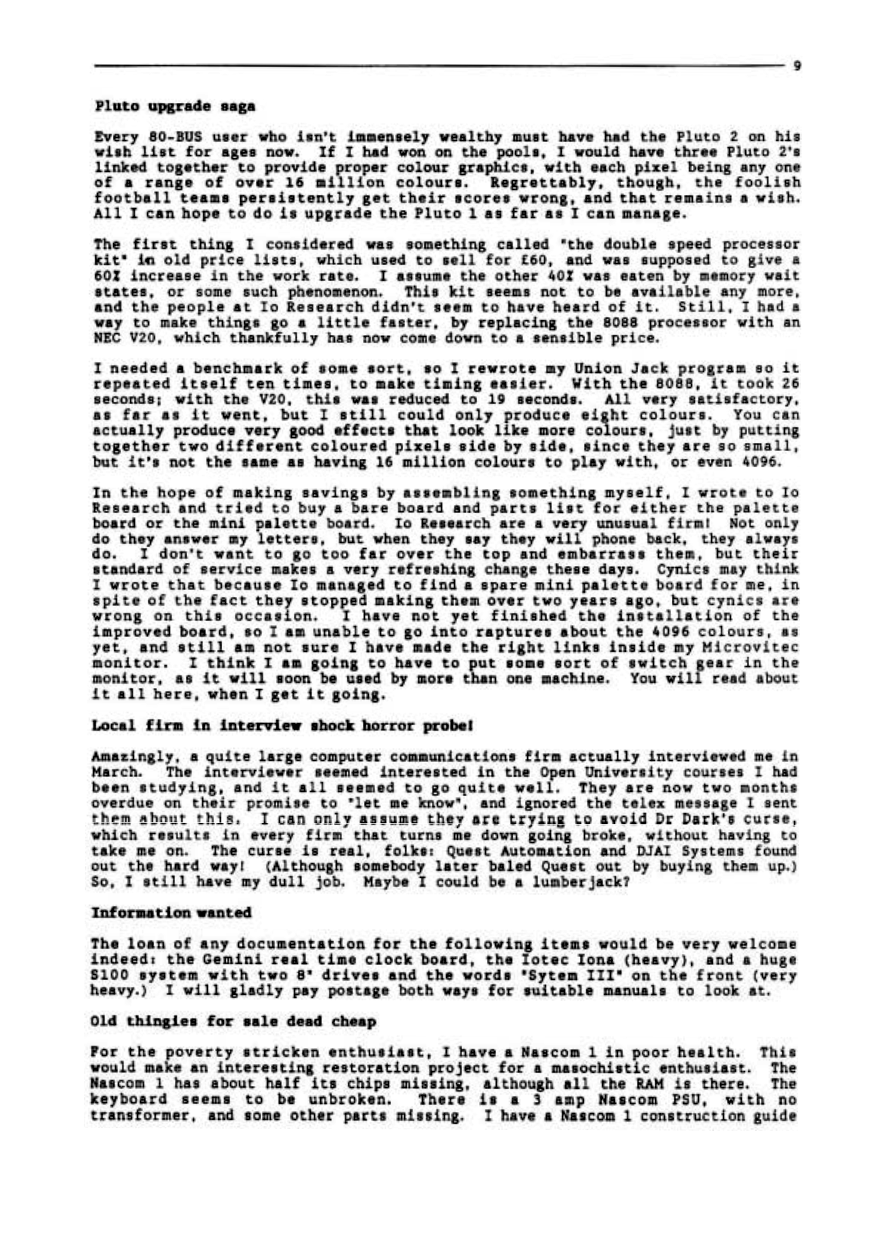 9
Pluto upgrade saga
Every 80-BUS user who isn't immensely wealthy must have had the Pluto 2 on his
wish list for ages now. If I had won on the pools, I would have three Pluto 2's
linked together to provide proper colour graphics, with each pixel being any one
of a range of over 16 million colours. Regrettably, though, the foolish
football teams persistently get their scores wrong, and that remains a wish.
All I can hope to do is upgrade the Pluto 1 as far as I can manage.
The first thing I considered was something called "the double speed processor
kit" in old price lists, which used to sell for £60, and was supposed to give a
60% increase in the work rate. I assume the other 40% was eaten by memory wait
states, or some such phenomenon. This kit seems not to be available any more,
and the people at Io Research didn't seem to have heard of it. Still, I had a
way to make things go a little faster, by replacing the 8088 processor with an
NEC V20, which thankfully has now come down to a sensible price.
I needed a benchmark of some sort, so I rewrote my Union Jack program so it
repeated itself ten times, to make timing easier. With the 8088, it took 26
seconds; with the V20, this was reduced to 19 seconds. All very satisfactory,
as far as it went, but I still could only produce eight colours. You can
actually produce very good effects that look like more colours, just by putting
together two different coloured pixels side by side, since they are so small,
but it's not the same as having 16 million colours to play with, or even 4096.
In the hope of making savings by assembling something myself, I wrote to Io
Research and tried to buy a bare board and parts list for either the palette
board or the mini palette board. Io Research are a very unusual firm! Not only
do they answer my letters, but when they say they will phone back, they always
do. I don't want to go too far over the top and embarrass them, but their
standard of service makes a very refreshing change these days. Cynics may think
I wrote that because Io managed to find a spare mini palette board for me, in
spite of the fact they stopped making them over two years ago, but cynics are
wrong on this occasion. I have not yet finished the installation of the
improved board, so I am unable to go into raptures about the 4096 colours, as
yet, and still am not sure I have made the right links inside my Microvitec
monitor. I think I am going to have to put some sort of switch gear in the
monitor, as it will soon be used by more than one machine. You will read about
it all here, when I get it going.
Local firm in interview shock horror probe!
Amazingly, a quite large computer communications firm actually interviewed me in
March. The interviewer seemed interested in the Open University courses I had
been studying, and it all seemed to go quite well. They are now two months
overdue on their promise to "let me know", and ignored the telex message I sent
them about this. I can only assume they are trying to avoid Dr Dark's curse,
which results in every firm that turns me down going broke, without having to
take me on. The curse is real, folks: Quest Automation and DJAI Systems found
out the hard way! (Although somebody later baled Quest out by buying them up.)
So, I still have my dull job. Maybe I could be a lumberjack?
Information wanted
The loan of any documentation for the following items would be very welcome
indeed: the Gemini real time clock board, the Iotec Iona (heavy), and a huge
S100 system with two 8" drives and the words "Sytem III" on the front (very
heavy.) I will gladly pay postage both ways for suitable manuals to look at.
Old thingies for sale dead cheap
For the poverty stricken enthusiast, I have a Nascom 1 in poor health. This
would make an interesting restoration project for a masochistic enthusiast. The
Nascom 1 has about half its chips missing, although all the RAM is there. The
keyboard seems to be unbroken. There is a 3 amp Nascom PSU, with no
transformer, and some other parts missing. I have a Nascom 1 construction guide